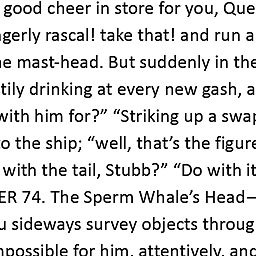 good cheer in store for you, Que
gerly rascal! take that! and run a
e mast-head. But suddenly in the
tily drinking at every new gash, a
with him for?” “Striking up a swap
to the ship; “well, that’s the figure
with the tail, Stubb?” “Do with it
ER 74. The Sperm Whale’s Head—
u sideways survey objects throug
mpossible for him, attentively, and